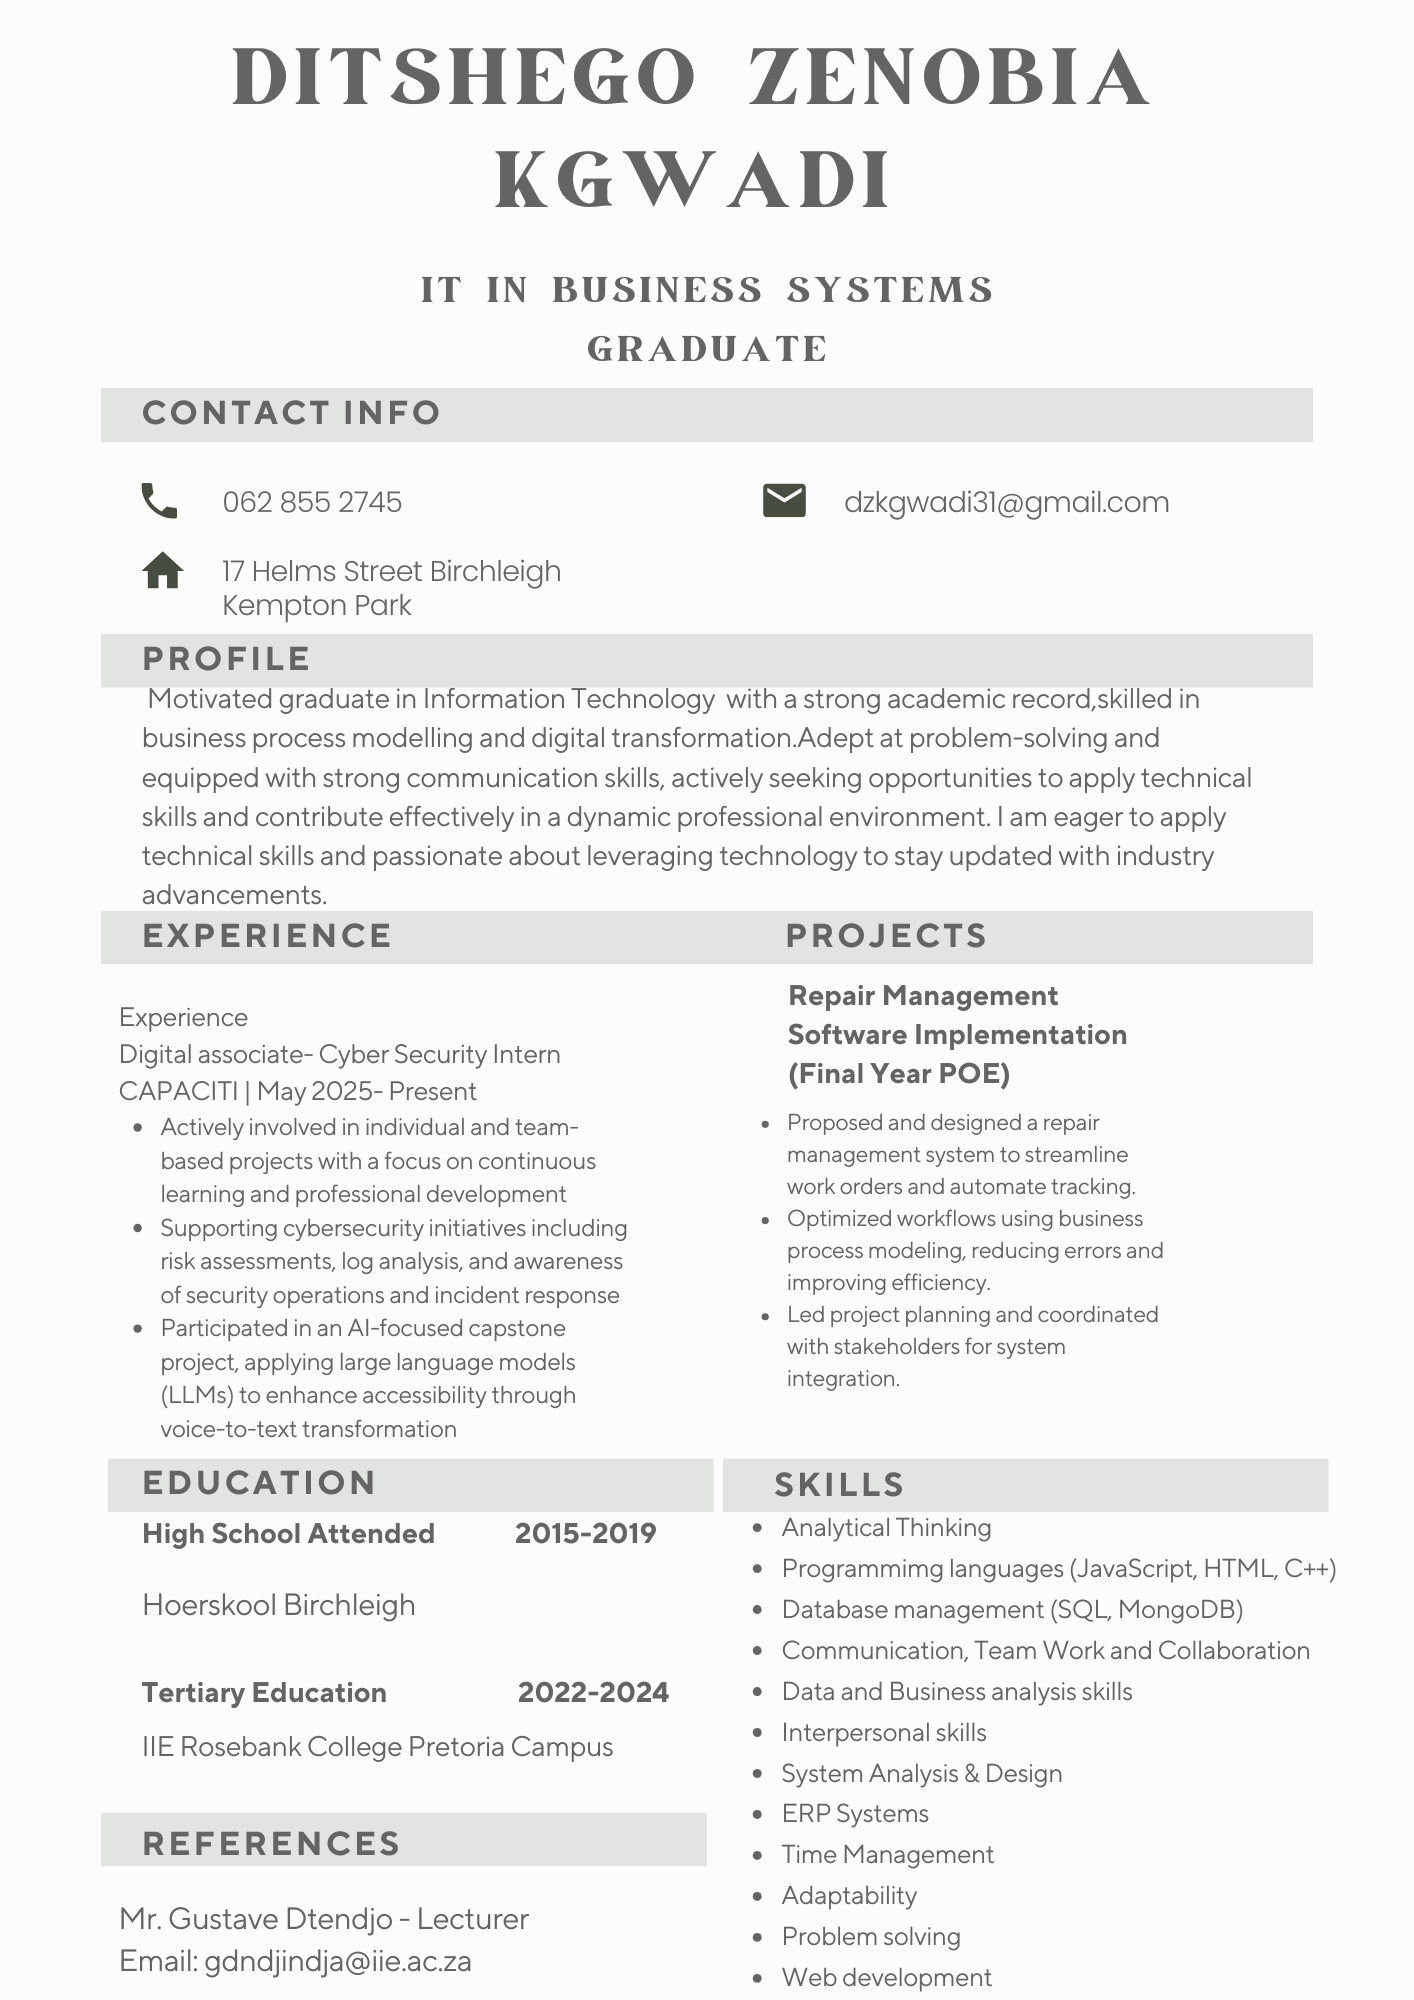 DITSHEGO ZENOBIA
KGWADI
IT IN BUSINESS SYSTEMS
GRADUATE
CONTACT INFO
062 855 2745
dzkgwadi31@gmail.com
17 Helms Street Birchleigh
Kempton Park
PROFILE
Motivated graduate in Information Technology with a strong academic record,skilled in
business process modelling and digital transformation.Adept at problem-solving and
equipped with strong communication skills, actively seeking opportunities to apply technical
skills and contribute effectively in a dynamic professional environment. I am eager to apply
technical skills and passionate about leveraging technology to stay updated with industry
advancements.
EXPERIENCE
Experience
Digital associate- Cyber Security Intern
CAPACITI | May 2025- Present
• Actively involved in individual and team-
based projects with a focus on continuous
learning and professional development
• Supporting cybersecurity initiatives including
risk assessments, log analysis, and awareness
of security operations and incident response
• Participated in an AI-focused capstone
project, applying large language models
(LLMs) to enhance accessibility through
voice-to-text transformation
PROJECTS
Repair Management
Software Implementation
(Final Year POE)
• Proposed and designed a repair
management system to streamline
work orders and automate tracking.
• Optimized workflows using business
process modeling, reducing errors and
improving efficiency.
• Led project planning and coordinated
with stakeholders for system
integration.
EDUCATION
High School Attended 2015-2019
Hoerskool Birchleigh
Tertiary Education 2022-2024
IIE Rosebank College Pretoria Campus
REFERENCES
Mr. Gustave Dtendjo - Lecturer
Email: gdndjindja@iie.ac.za
SKILLS
• Analytical Thinking
• Programmimg languages (JavaScript, HTML, C++)
• Database management (SQL, MongoDB)
• Communication, Team Work and Collaboration
• Data and Business analysis skills
• Interpersonal skills
• System Analysis & Design
• ERP Systems
• Time Management
• Adaptability
• Problem solving
• Web development